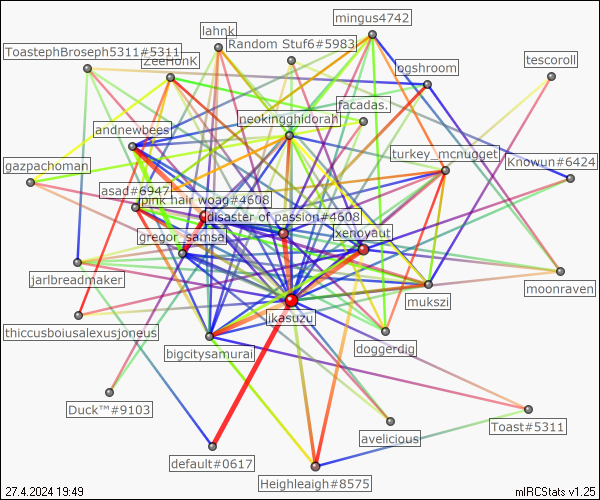 mingus4742
lahnk
Random Stuf6#5983
ToastephBroseph5311#5311
ZeeHonK
tescoroll
ogshroom
facadas.
neokingghidorah
andnewbees
turkey_mcnugget
gazpachoman
Knowun#6424
asad#6947
pink hair woag#4608
disaster of passion#4608
xenoyaut
gregor_samsa
jarlbreadmaker
moonraven
mukszi
jkasuzu
thiccusboiusalexusjoneus
bigcitysamurai
doggerdig
Duck™#9103
Toast#5311
avelicious
default#0617
Heighleaigh#8575
27.4.2024 19:49
mIRCStats v1.25